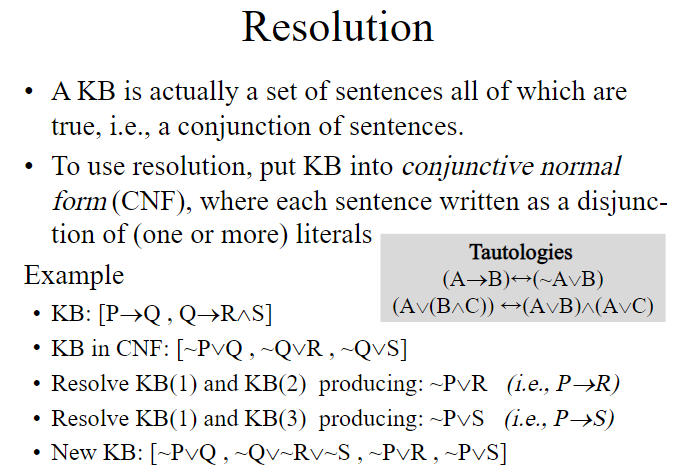 Resolution
• A KB is actually a set of sentences all of which are
true, i.e., a conjunction of sentences.
• To use resolution, put KB into conjunctive normal
form (CNF), where each sentence written as a disjunc-
tion of (one or more) literals
Tautologies
(A→B)↔(~A∨B)
(A∨(B∧C)) ↔(A∨B)∧(A∨C)
Example
• KB: [P→Q , Q→R∧S]
• KB in CNF: [~P∨Q , ~Q∨R , ~Q∨S]
• Resolve KB(1) and KB(2) producing: ~P∨R (i.e., P→R)
• Resolve KB(1) and KB(3) producing: ~P∨S (i.e., P→S)
• New KB: [~P∨Q , ~Q∨~R∨~S , ~P∨R , ~P∨S]